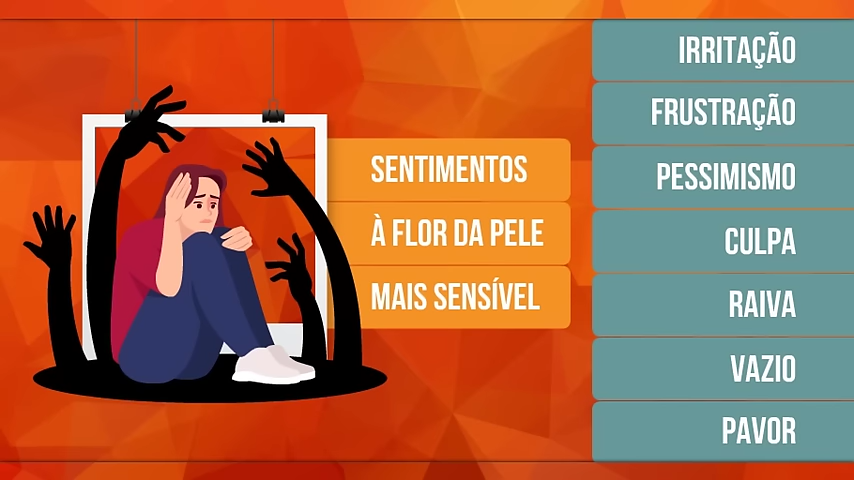 SENTIMENTOS
À FLOR DA PELE
MAIS SENSÍVEL
IRRITAÇÃO
FRUSTRAÇÃO
PESSIMISMO
CULPA
RAIVA
VAZIO
PAVOR